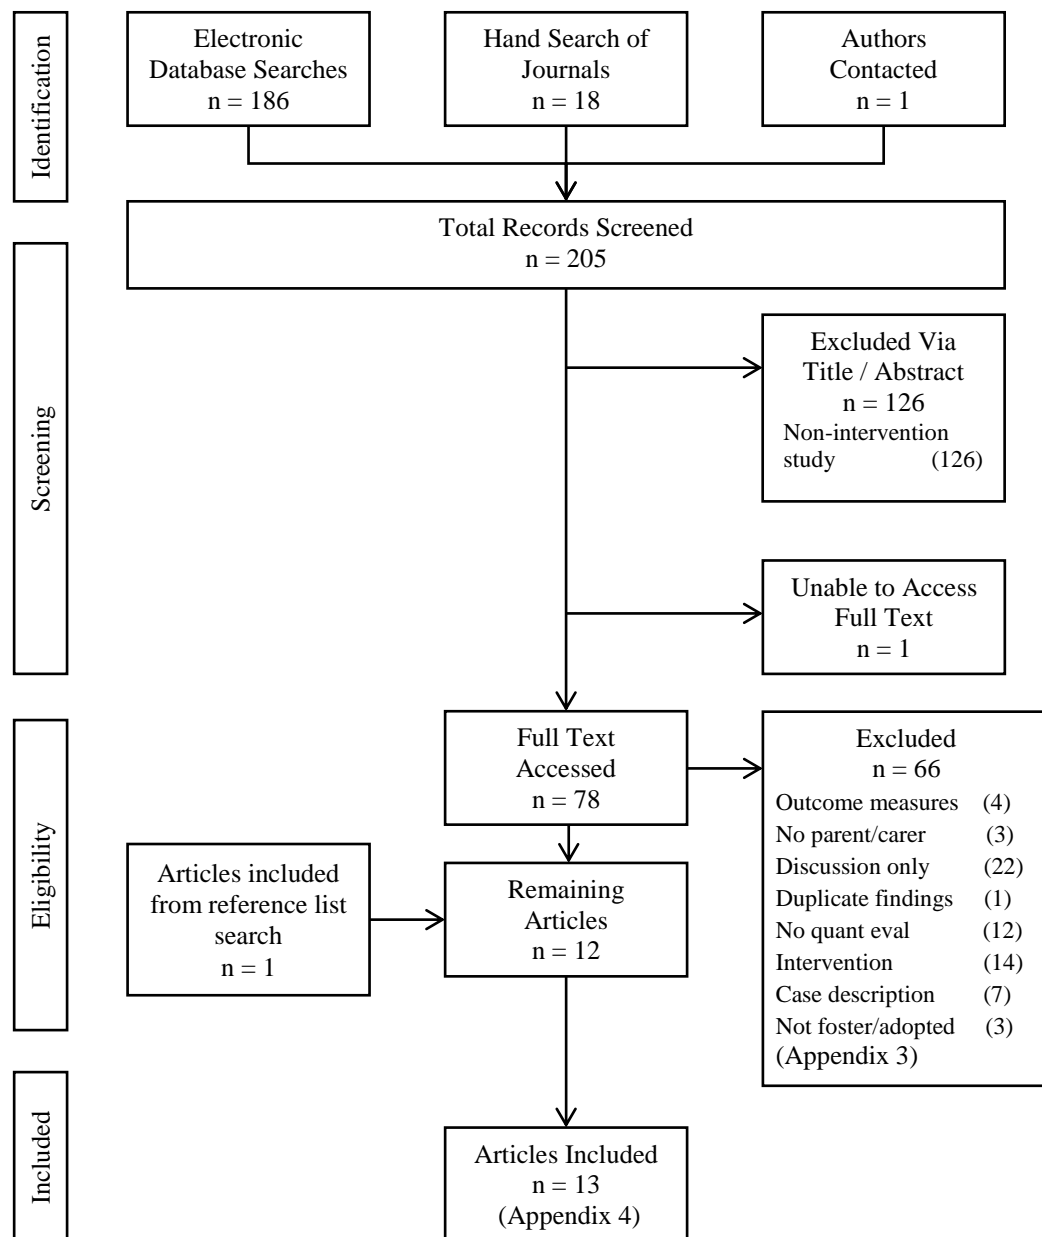 Identification
Electronic
Database Searches
n = 186
Hand Search of
Journals
n = 18
Authors
Contacted
n = 1
Total Records Screened
n = 205
Screening
Excluded Via
Title / Abstract
n = 126
Non-intervention
study (126)
Unable to Access
Full Text
n = 1
Eligibility
Full Text
Accessed
n = 78
Excluded
n = 66
Outcome measures (4)
No parent/carer (3)
Discussion only (22)
Duplicate findings (1)
No quant eval (12)
Intervention (14)
Case description (7)
Not foster/adopted (3)
(Appendix 3)
Articles included
from reference list
search
n = 1
Remaining
Articles
n = 12
Included
Articles Included
n = 13
(Appendix 4)